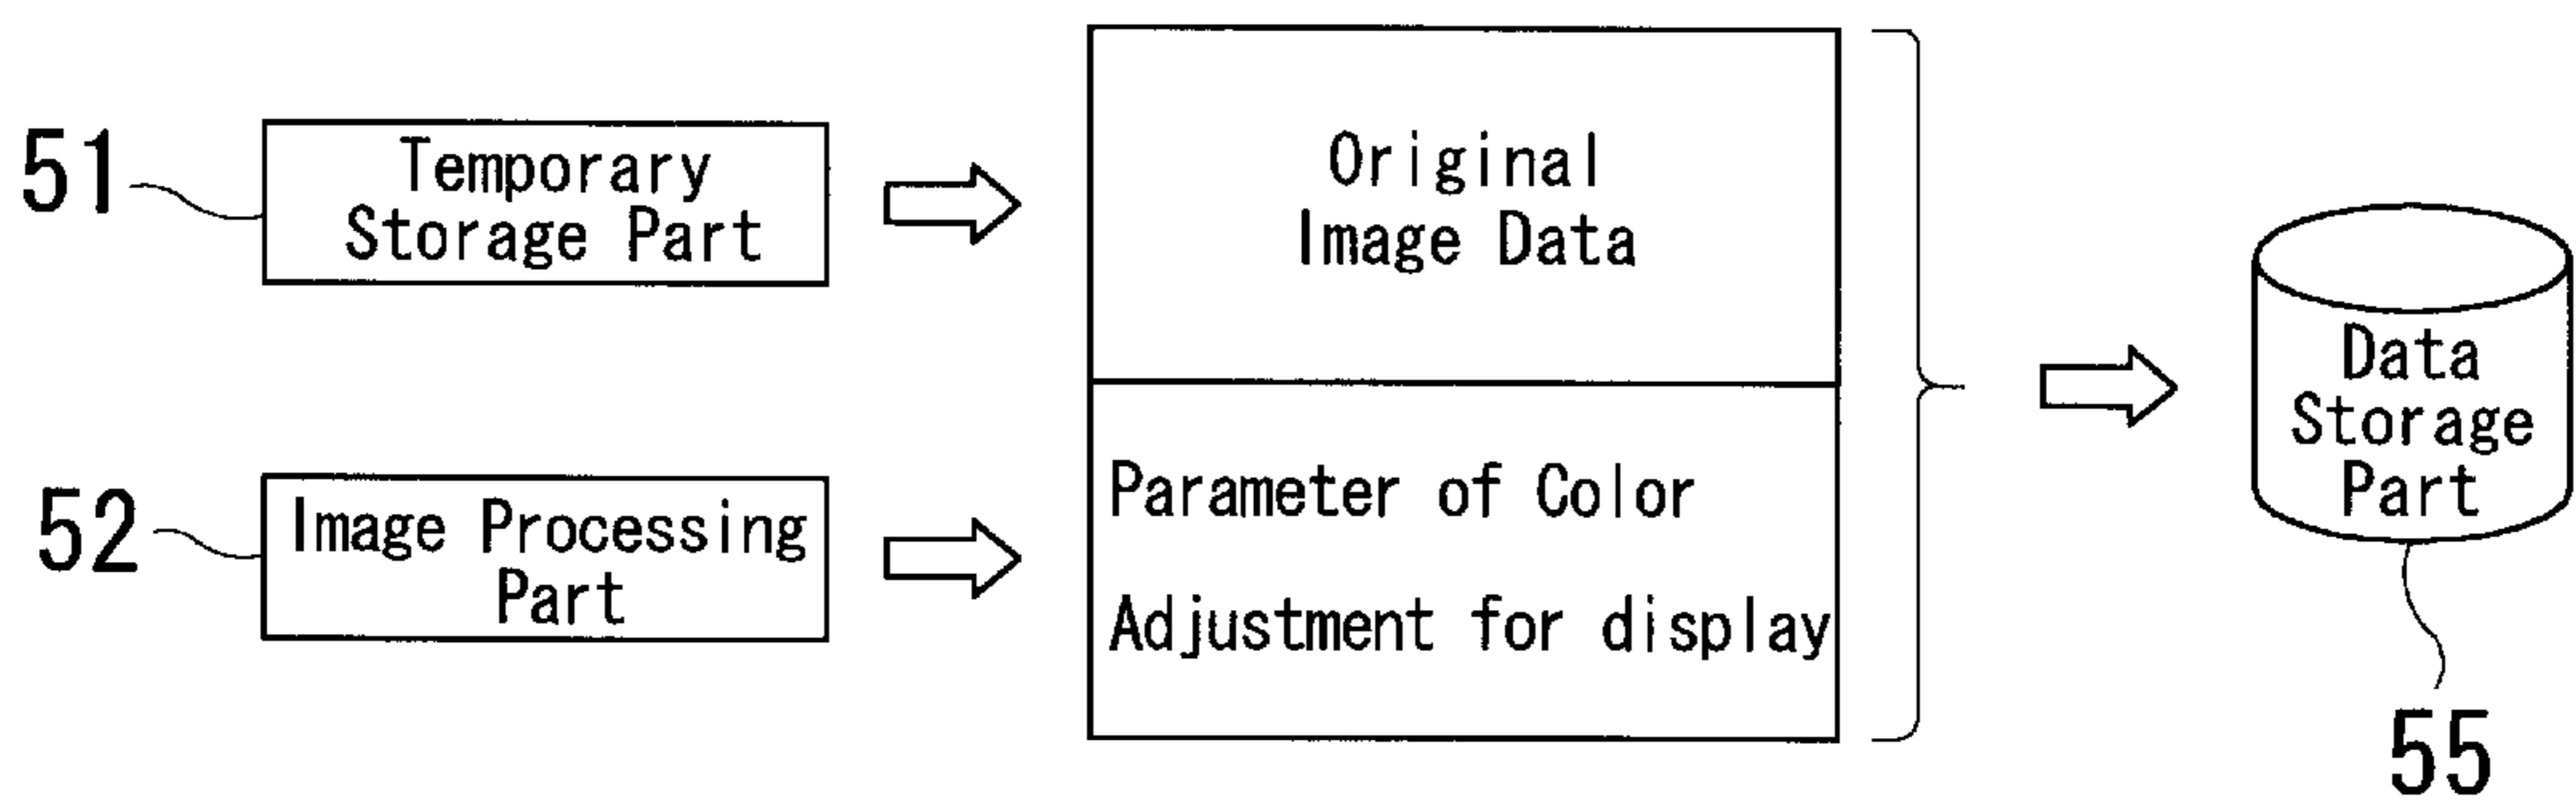 51
Temporary
Storage Part
52
Image Processing
Part
Original
Image Data
Parameter of Color
Adjustment for display
Data
Storage
Part
55